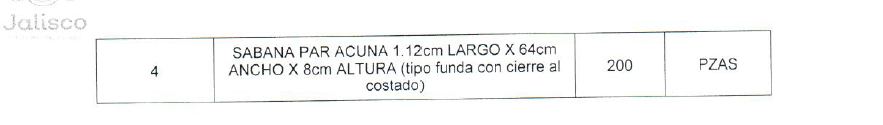 Jalisco
4
SABANA PAR ACUNA 1.12cm LARGO X 64cm
ANCHO X 8cm ALTURA (tipo funda con cierre al
costado)
200
PZAS